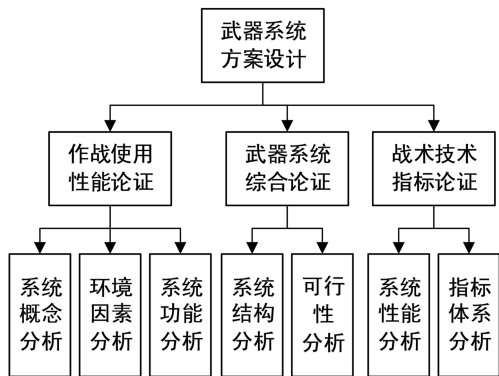 武器系统
方案设计
作战使用
性能论证
武器系统
综合论证
战术技术
指标论证
系统
概念
分析
环境
因素
分析
系统
功能
分析
系统
结构
分析
可行
性
分析
系统
性能
分析
指标
体系
分析